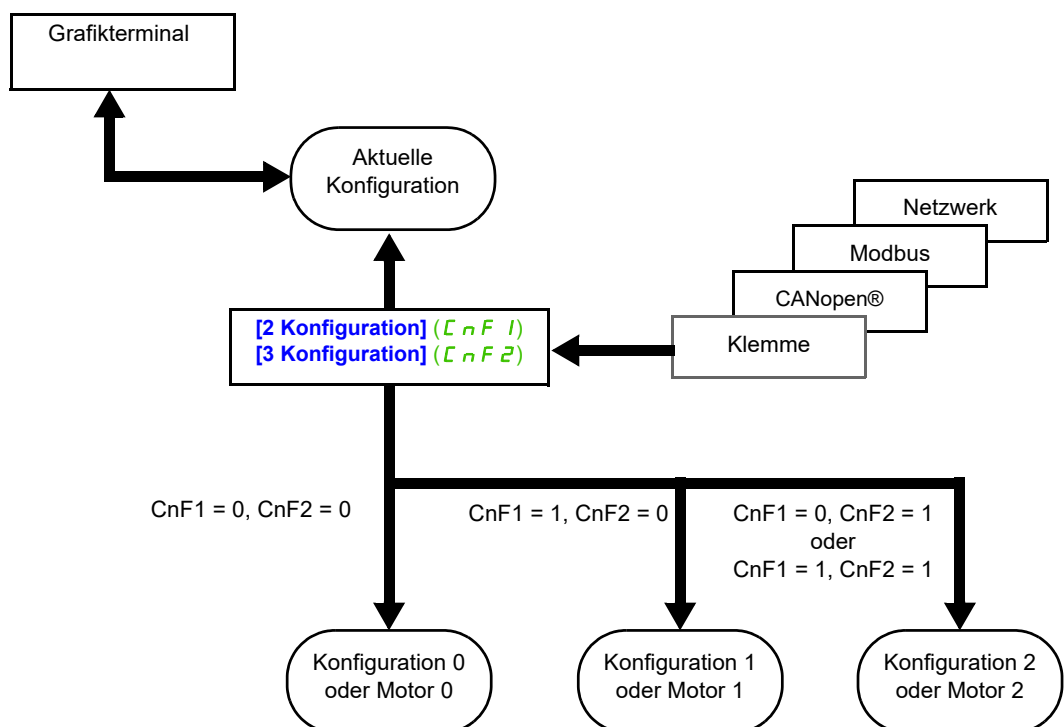 Grafikterminal
Aktuelle
Konfiguration
Netzwerk
Modbus
CANopen®
Klemme
[2 Konfiguration] (CnF1)
[3 Konfiguration] (CnF2)
CnF1 = 0, CnF2 = 0
CnF1 = 1, CnF2 = 0
CnF1 = 0, CnF2 = 1
oder
CnF1 = 1, CnF2 = 1
Konfiguration 0
oder Motor 0
Konfiguration 1
oder Motor 1
Konfiguration 2
oder Motor 2